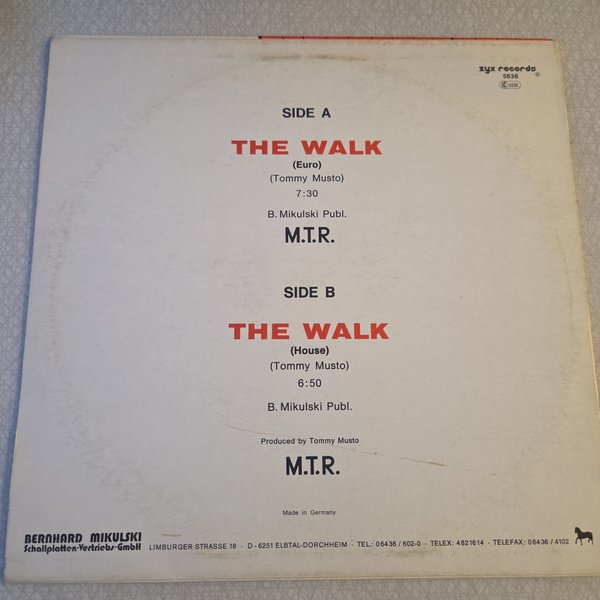 zyx records
5636
SIDE A
THE WALK
(Euro)
(Tommy Musto)
7:30
B. Mikulski Publ.
M.T.R.
SIDE B
THE WALK
(House)
(Tommy Musto)
6:50
B. Mikulski Publ.
Produced by Tommy Musto
M.T.R.
Made in Germany
BERNHARD MIKULSKI
Schallplatten-Vertriebs-GmbH
LIMBURGER STRASSE 18 · D-6251 ELBTAL-DORCHHEIM · TEL.: 06436 / 602-0 · TELEX: 4821614 · TELEFAX: 06436 / 4102